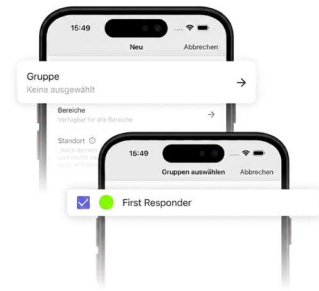 15:49
Neu Abbrechen
Gruppe
Keine ausgewählt
Bereiche
Verfügbar für alle Bereiche
Standort
15:49
Gruppen auswählen Abbrechen
First Responder